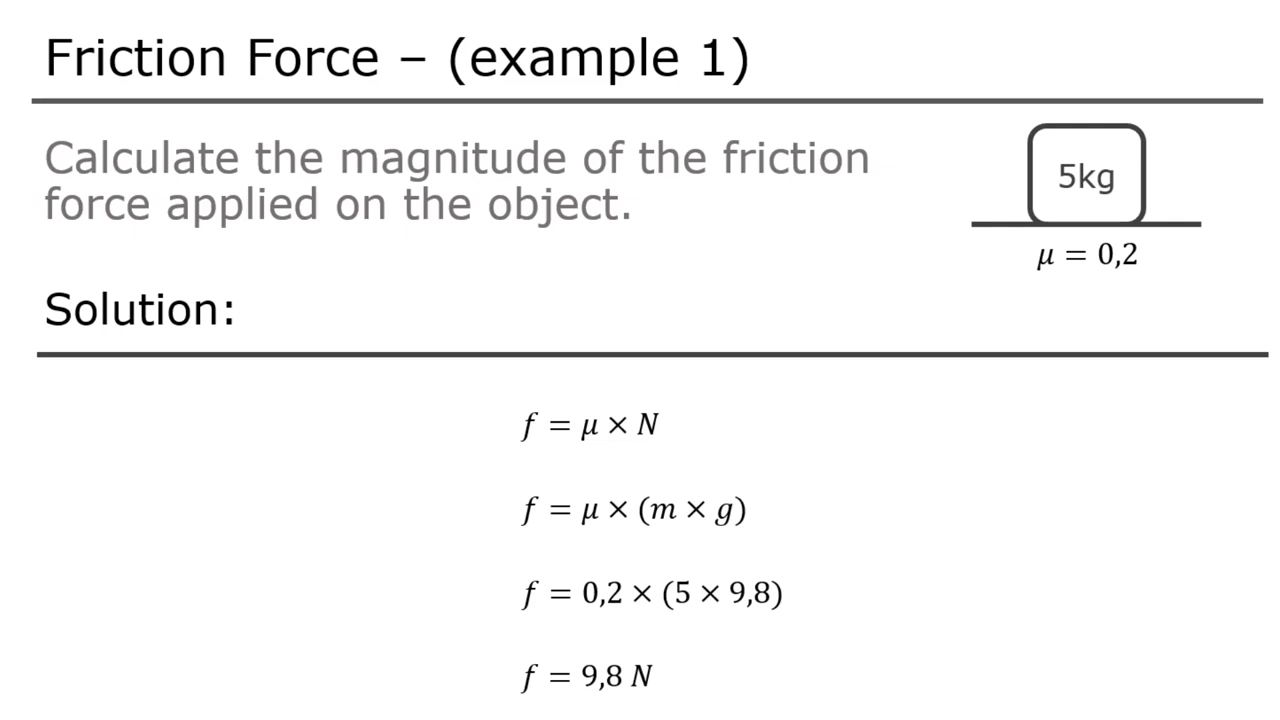 Friction Force – (example 1)
Calculate the magnitude of the friction
force applied on the object.
5kg
μ = 0,2
Solution:
f = μ × N
f = μ × (m × g)
f = 0,2 × (5 × 9,8)
f = 9,8 N